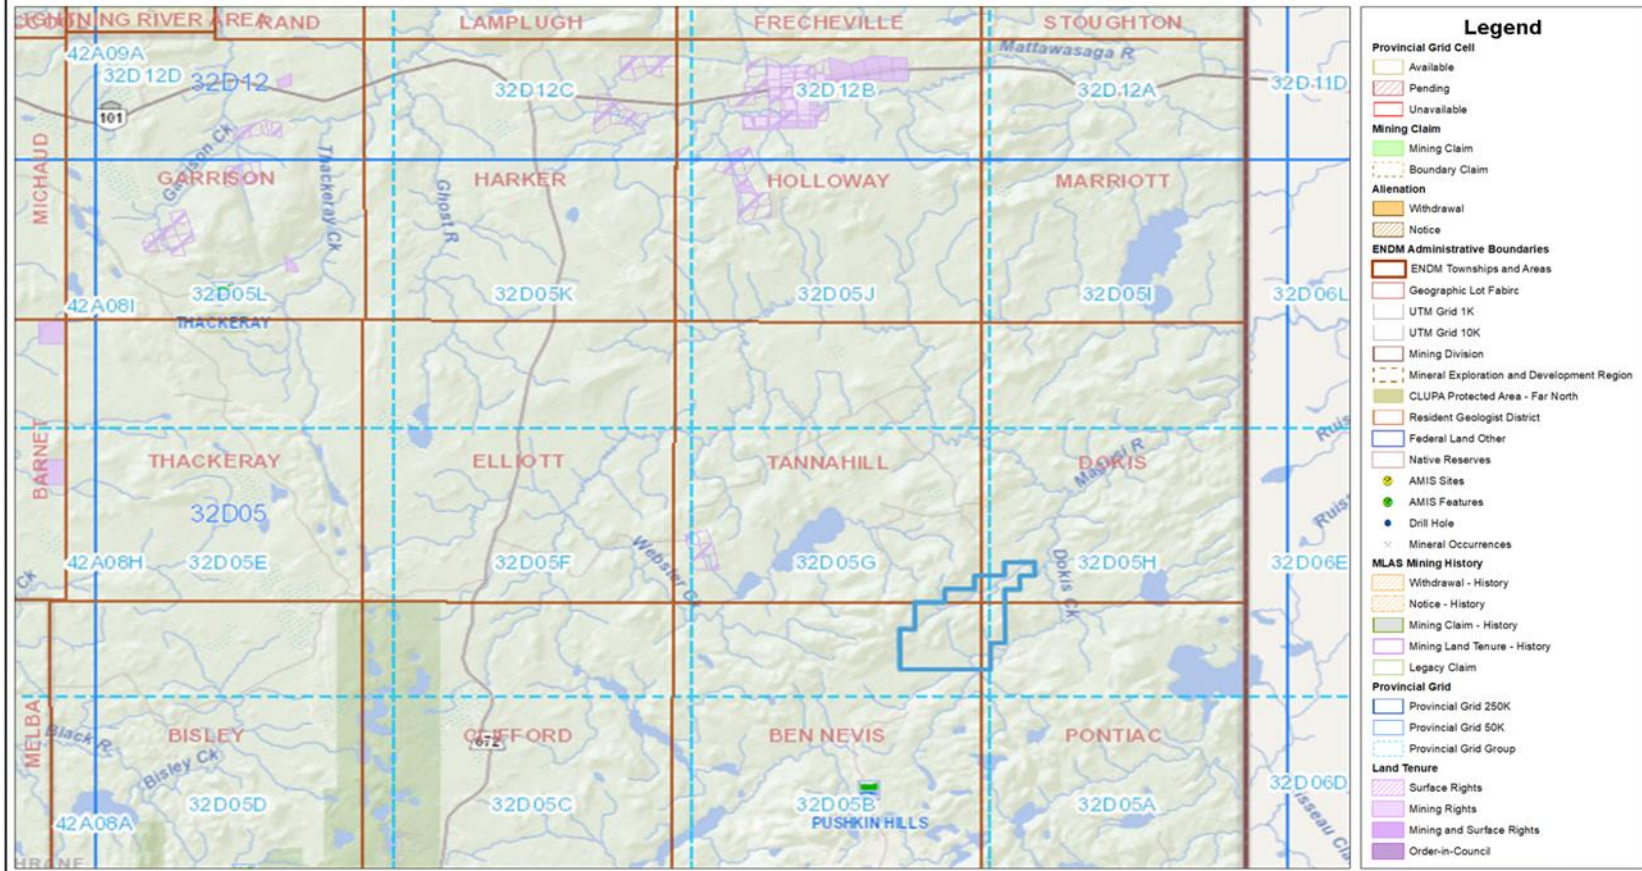 LIGHTNING RIVER AREA
RAND
LAMPLUGH
FRECHEVILLE
STOUGHTON
Mattawasaga R
42A09A
32D12D
32D12
32D12C
32D12B
32D12A
32D11D
101
MICHAUD
Garrison Ck
Thackeray Ck
Ghost R
GARRISON
HARKER
HOLLOWAY
MARRIOTT
42A08I
32D05L
32D05K
32D05J
32D05I
32D06L
THACKERAY
BARNET
THACKERAY
ELLIOTT
TANNAHILL
DOKIS
Magusi R
Ruis
32D05
Ruiss
42A08H
32D05E
32D05F
Webster Ck
32D05G
Dokis Ck
32D05H
32D06E
Ck
MELBA
Black R
BISLEY
Bisley Ck
CLIFFORD
672
BEN NEVIS
PONTIAC
32D06D
42A08A
32D05D
32D05C
32D05B
32D05A
PUSHKIN HILLS
isseau Cla
HRANE
Legend
Provincial Grid Cell
Available
Pending
Unavailable
Mining Claim
Mining Claim
Boundary Claim
Alienation
Withdrawal
Notice
ENDM Administrative Boundaries
ENDM Townships and Areas
Geographic Lot Fabirc
UTM Grid 1K
UTM Grid 10K
Mining Division
Mineral Exploration and Development Region
CLUPA Protected Area - Far North
Resident Geologist District
Federal Land Other
Native Reserves
AMIS Sites
AMIS Features
Drill Hole
Mineral Occurrences
MLAS Mining History
Withdrawal - History
Notice - History
Mining Claim - History
Mining Land Tenure - History
Legacy Claim
Provincial Grid
Provincial Grid 250K
Provincial Grid 50K
Provincial Grid Group
Land Tenure
Surface Rights
Mining Rights
Mining and Surface Rights
Order-in-Council